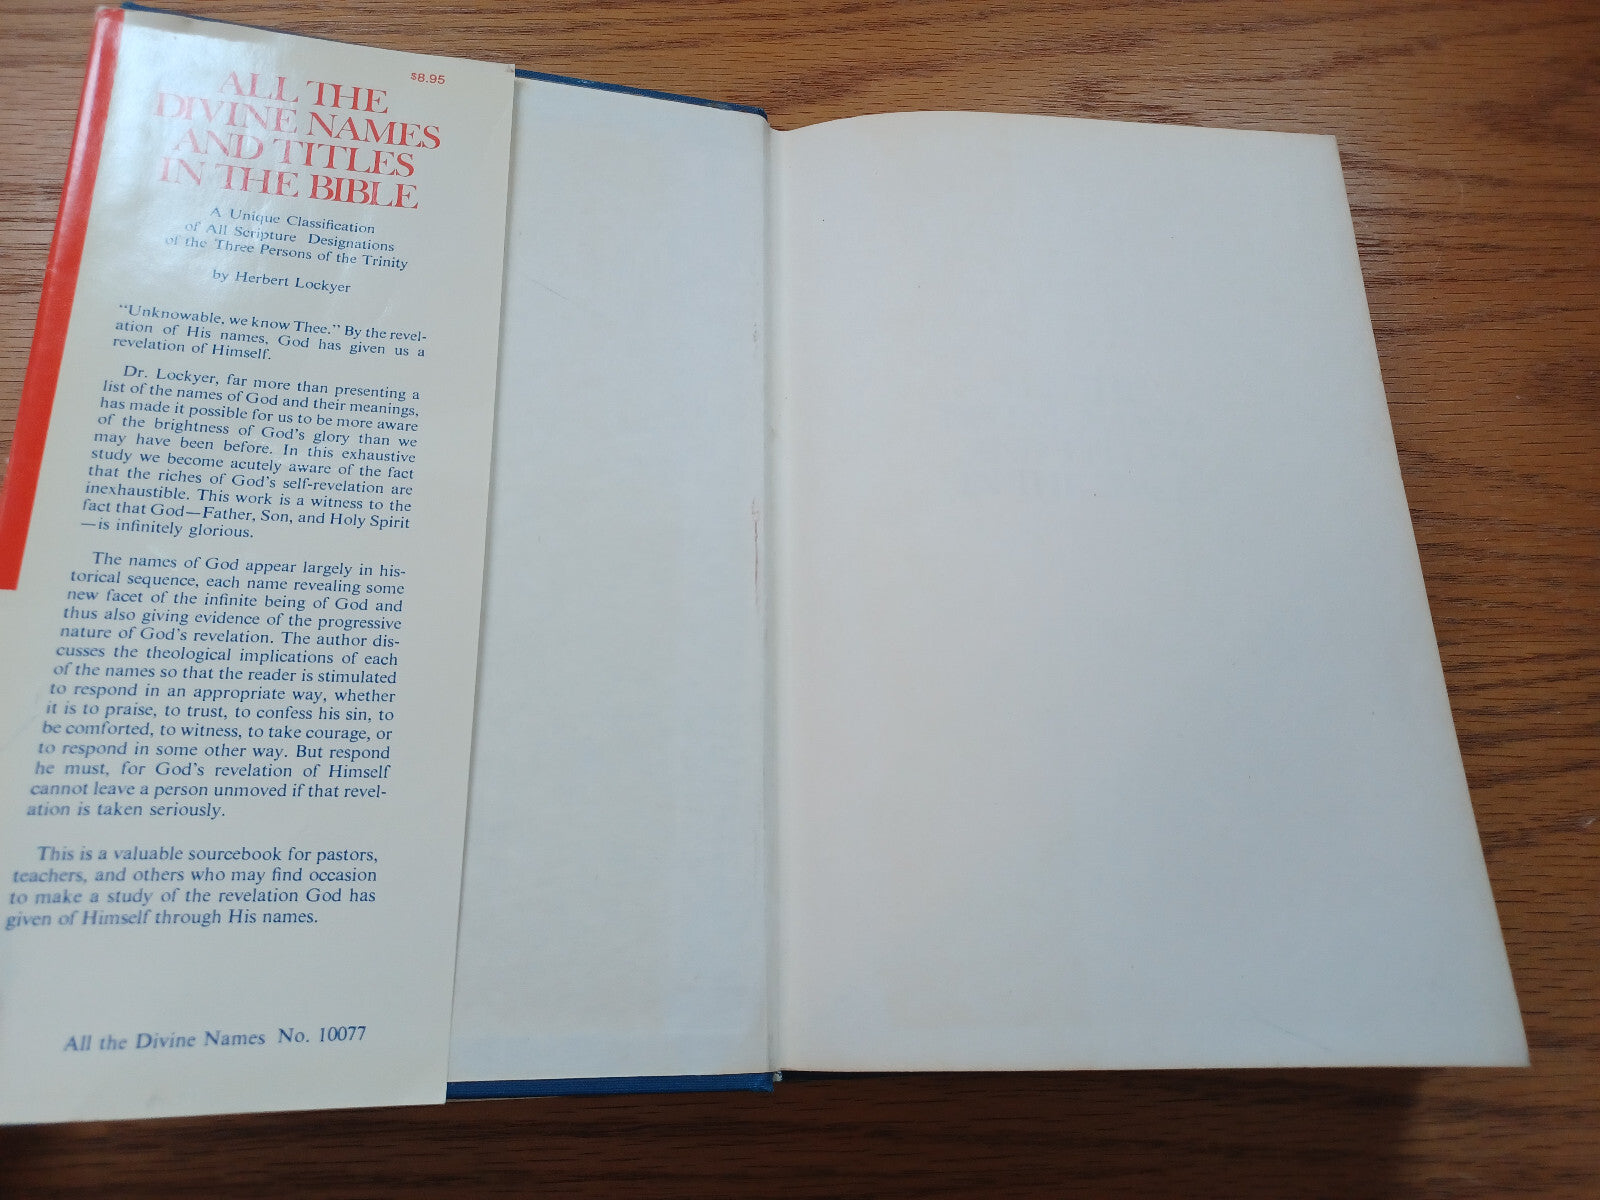 $8.95
ALL THE
DIVINE NAMES
AND TITLES
IN THE BIBLE
A Unique Classification
of All Scripture Designations
of the Three Persons of the Trinity
by Herbert Lockyer
“Unknowable, we know Thee.” By the revel-
ation of His names, God has given us a
revelation of Himself.
Dr. Lockyer, far more than presenting a
list of the names of God and their meanings,
has made it possible for us to be more aware
of the brightness of God’s glory than we
may have been before. In this exhaustive
study we become acutely aware of the fact
that the riches of God’s self-revelation are
inexhaustible. This work is a witness to the
fact that God—Father, Son, and Holy Spirit
—is infinitely glorious.
The names of God appear largely in his-
torical sequence, each name revealing some
new facet of the infinite being of God and
thus also giving evidence of the progressive
nature of God’s revelation. The author dis-
cusses the theological implications of each
of the names so that the reader is stimulated
to respond in an appropriate way, whether
it is to praise, to trust, to confess his sin, to
be comforted, to witness, to take courage, or
to respond in some other way. But respond
he must, for God’s revelation of Himself
cannot leave a person unmoved if that revel-
ation is taken seriously.
This is a valuable sourcebook for pastors,
teachers, and others who may find occasion
to make a study of the revelation God has
given of Himself through His names.
All the Divine Names No. 10077